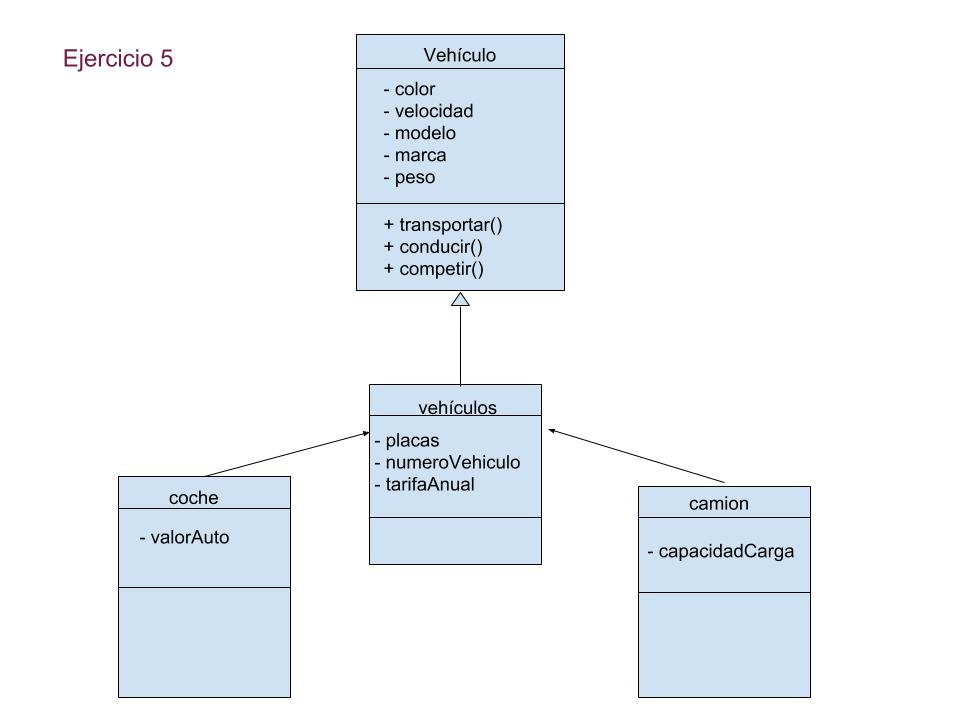 Ejercicio 5
Vehículo
- color
- velocidad
- modelo
- marca
- peso
+ transportar()
+ conducir()
+ competir()
vehículos
- placas
- numeroVehiculo
- tarifaAnual
coche
- valorAuto
camion
- capacidadCarga